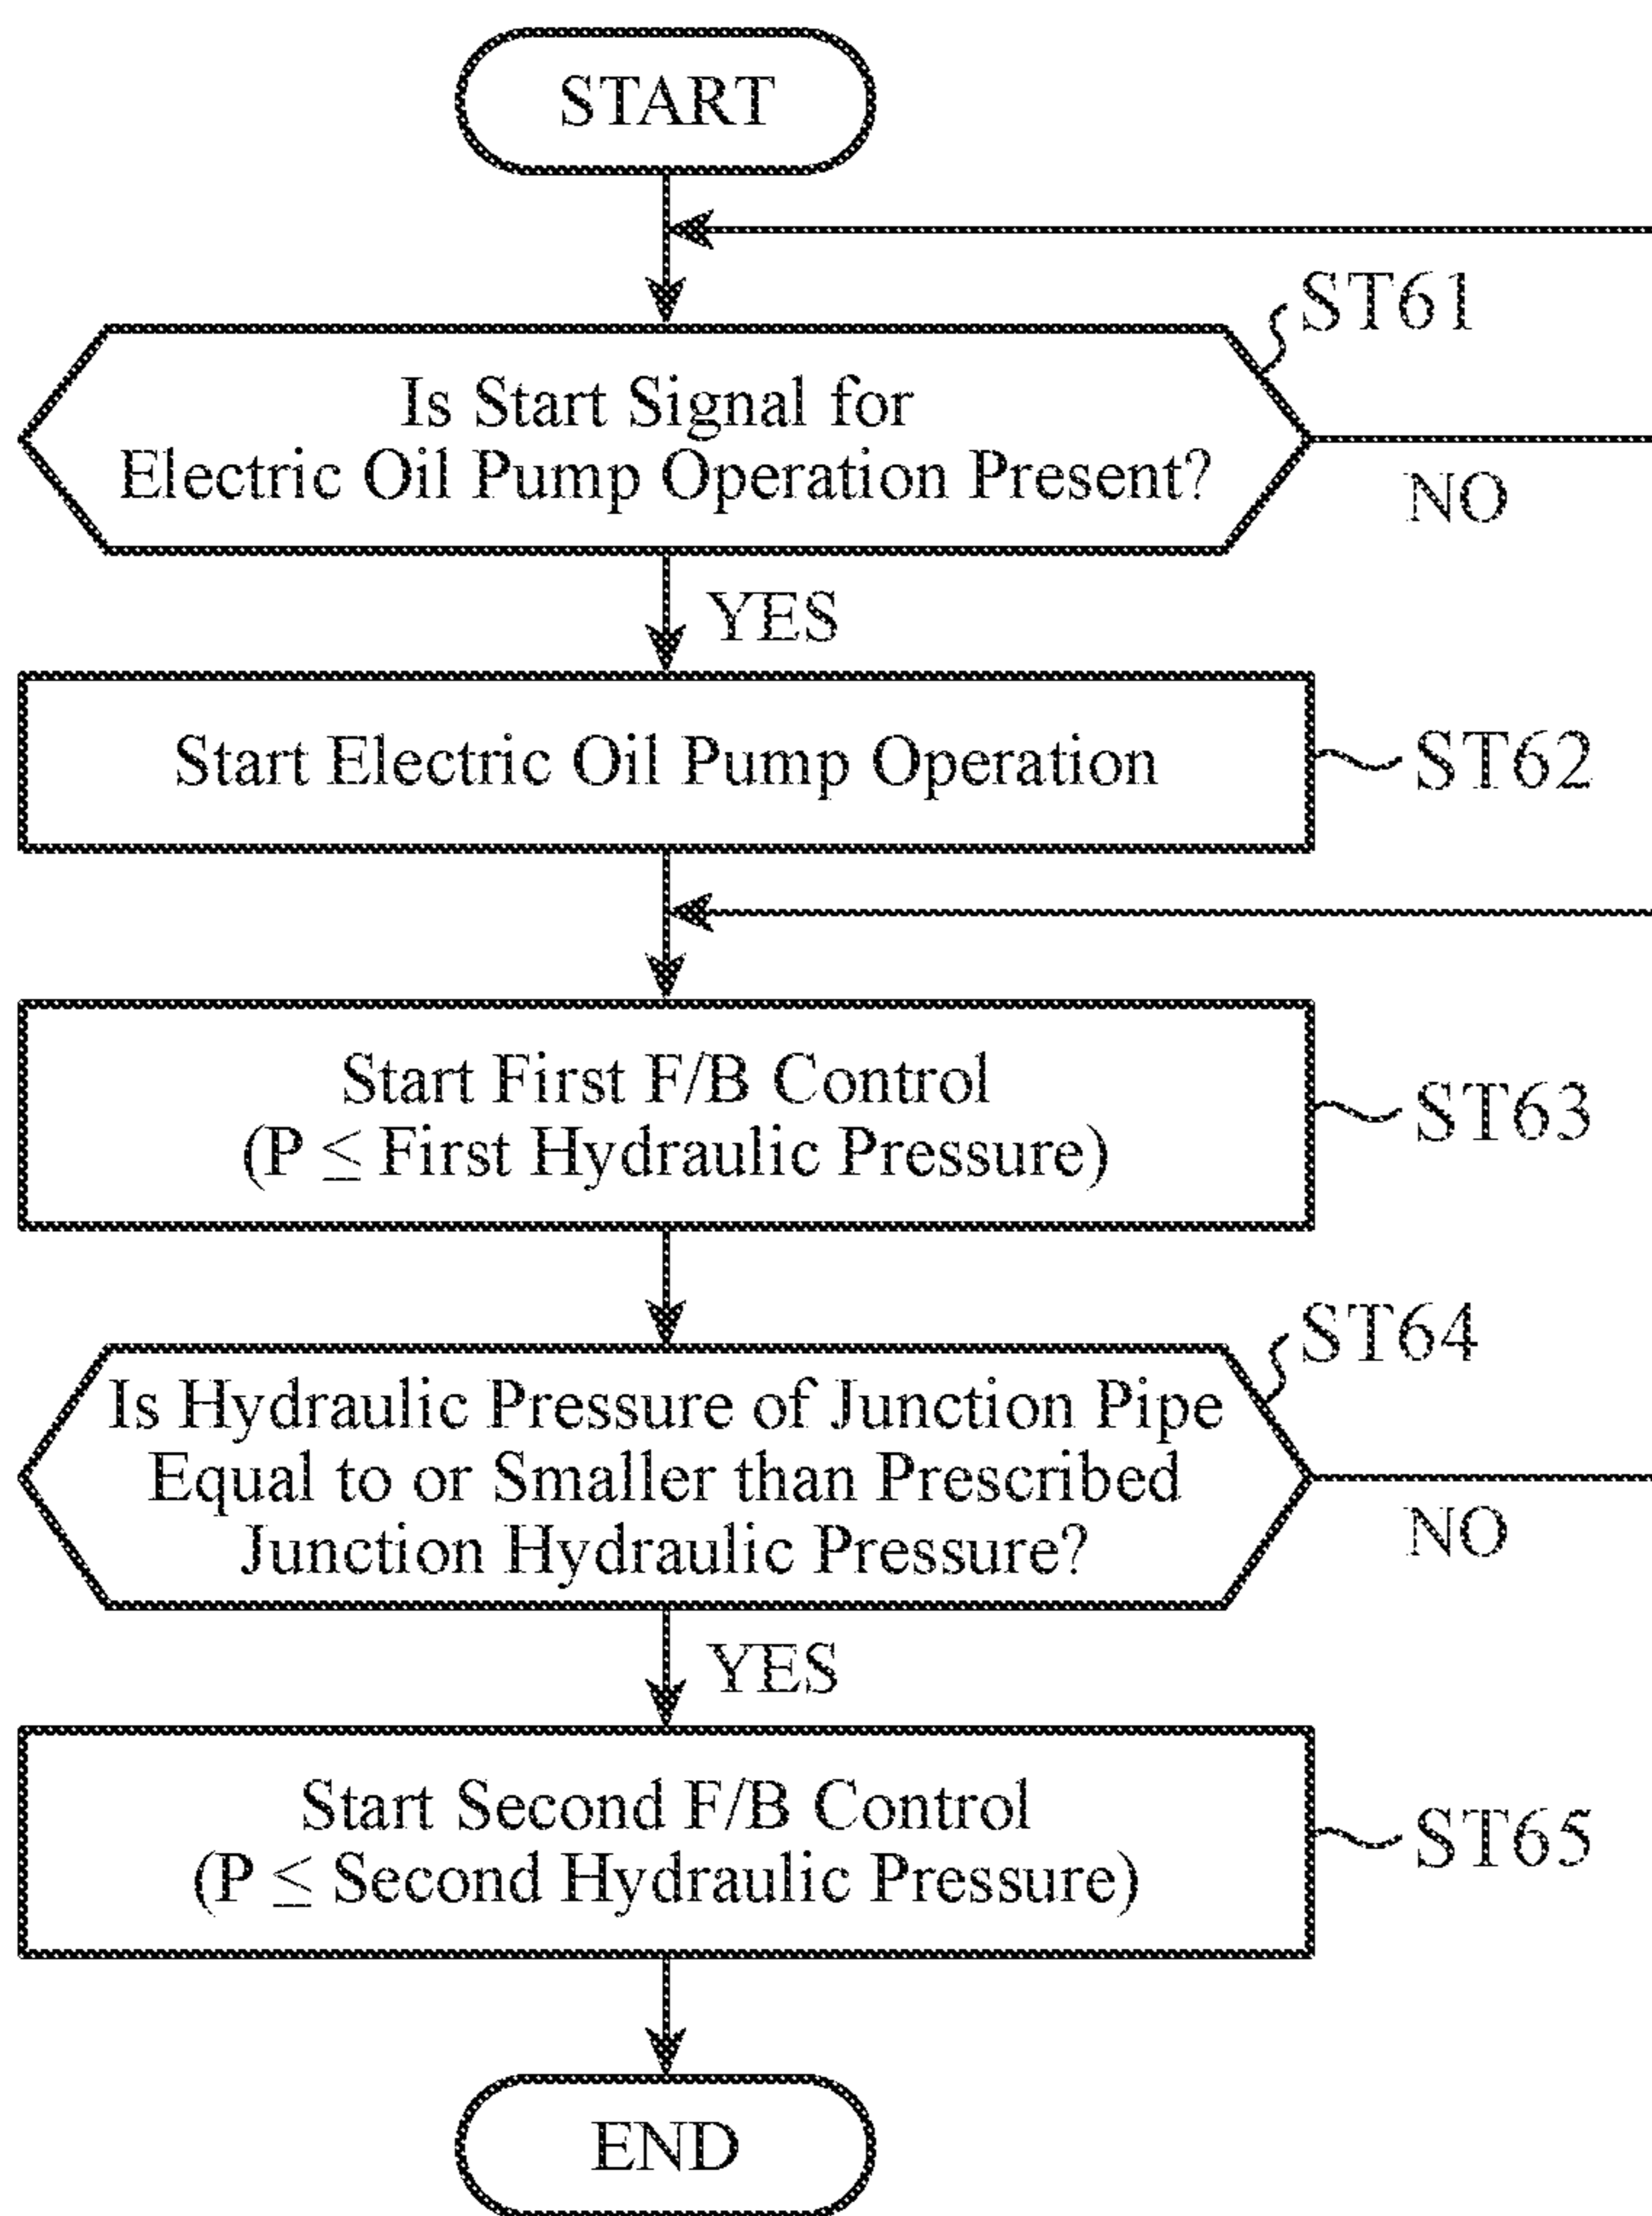 START
ST61
Is Start Signal for
Electric Oil Pump Operation Present?
NO
YES
Start Electric Oil Pump Operation
ST62
Start First F/B Control
(P ≤ First Hydraulic Pressure)
ST63
ST64
Is Hydraulic Pressure of Junction Pipe
Equal to or Smaller than Prescribed
Junction Hydraulic Pressure?
NO
YES
Start Second F/B Control
(P ≤ Second Hydraulic Pressure)
ST65
END